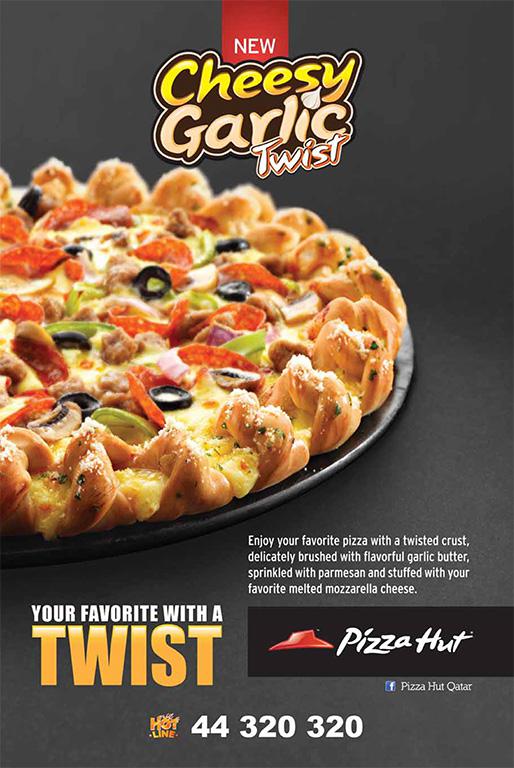 NEW
Cheesy
Garlic
Twist
Enjoy your favorite pizza with a twisted crust,
delicately brushed with flavorful garlic butter,
sprinkled with parmesan and stuffed with your
favorite melted mozzarella cheese.
YOUR FAVORITE WITH A
TWIST
Pizza Hut
f Pizza Hut Qatar
HOT
LINE
44 320 320